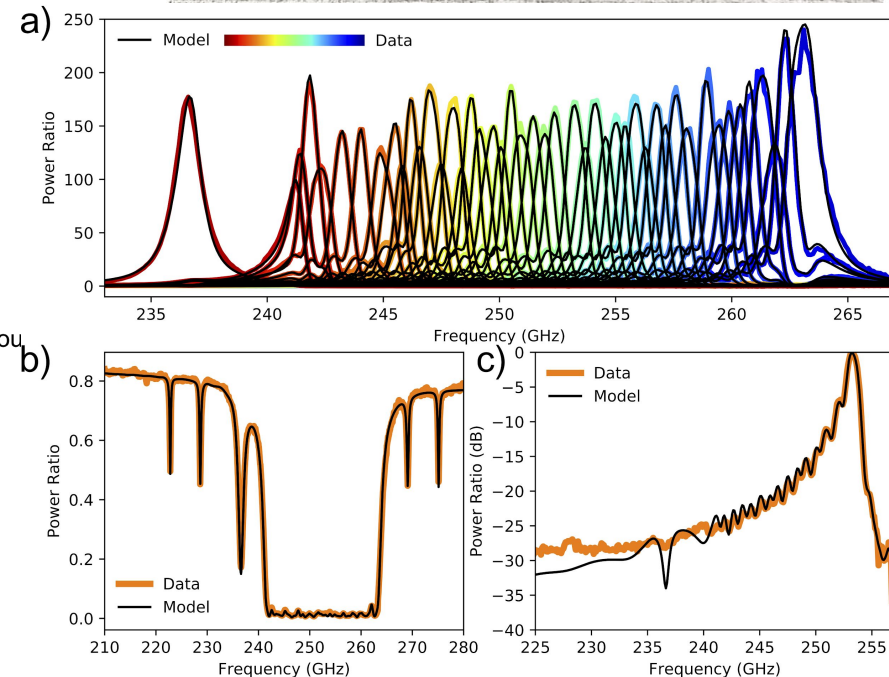 a)
250
200
150
100
50
0
Power Ratio
Model
Data
235 240 245 250 255 260 265
Frequency (GHz)
ou
b)
0.8
0.6
0.4
0.2
0.0
Power Ratio
Data
Model
210 220 230 240 250 260 270 280
Frequency (GHz)
c)
0
−5
−10
−15
−20
−25
−30
−35
−40
Power Ratio (dB)
Data
Model
225 230 235 240 245 250 255
Frequency (GHz)